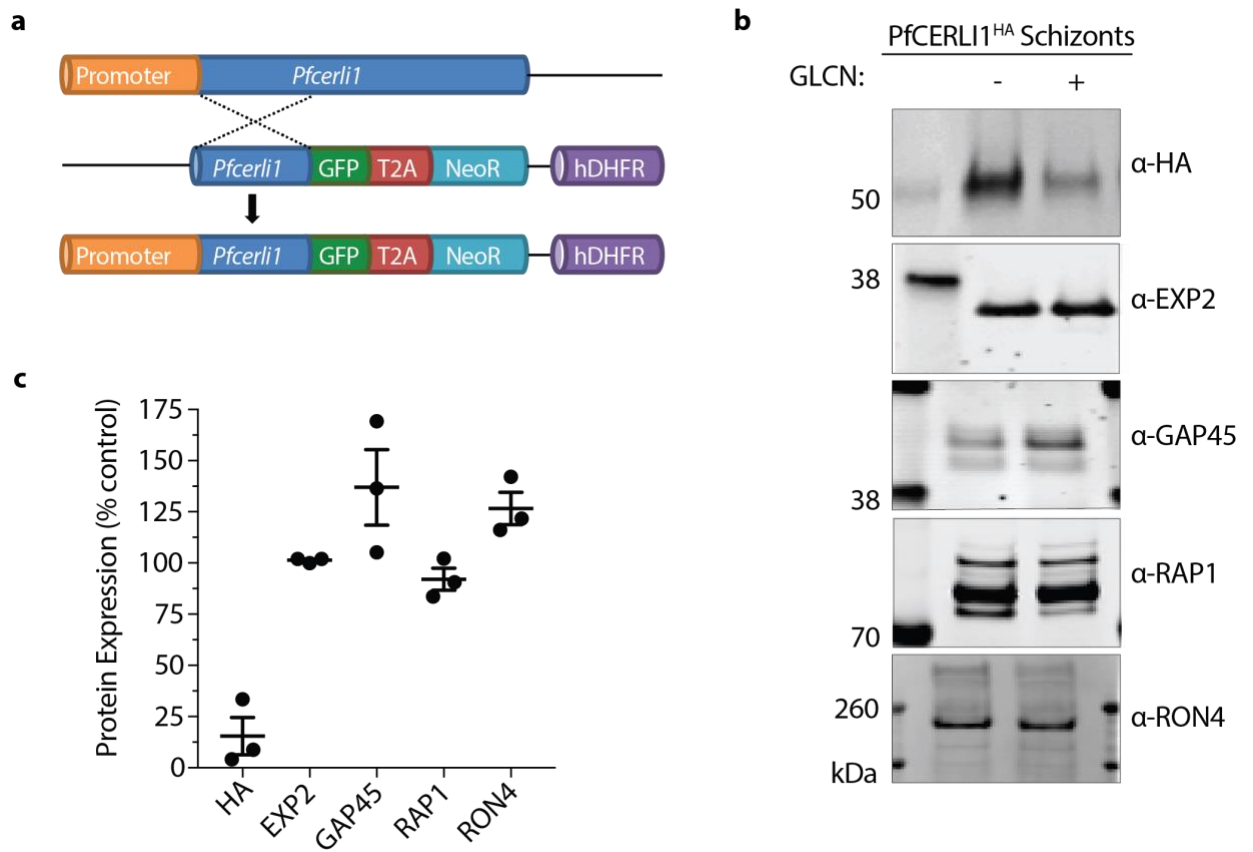 a
Promoter Pfcerli1
Pfcerli1 GFP T2A NeoR hDHFR
Promoter Pfcerli1 GFP T2A NeoR hDHFR
b
PfCERLI1HA Schizonts
GLCN: - +
50 α-HA
38 α-EXP2
38 α-GAP45
70 α-RAP1
260 α-RON4
kDa
c
Protein Expression (% control)
175
150
125
100
75
50
25
0
HA EXP2 GAP45 RAP1 RON4